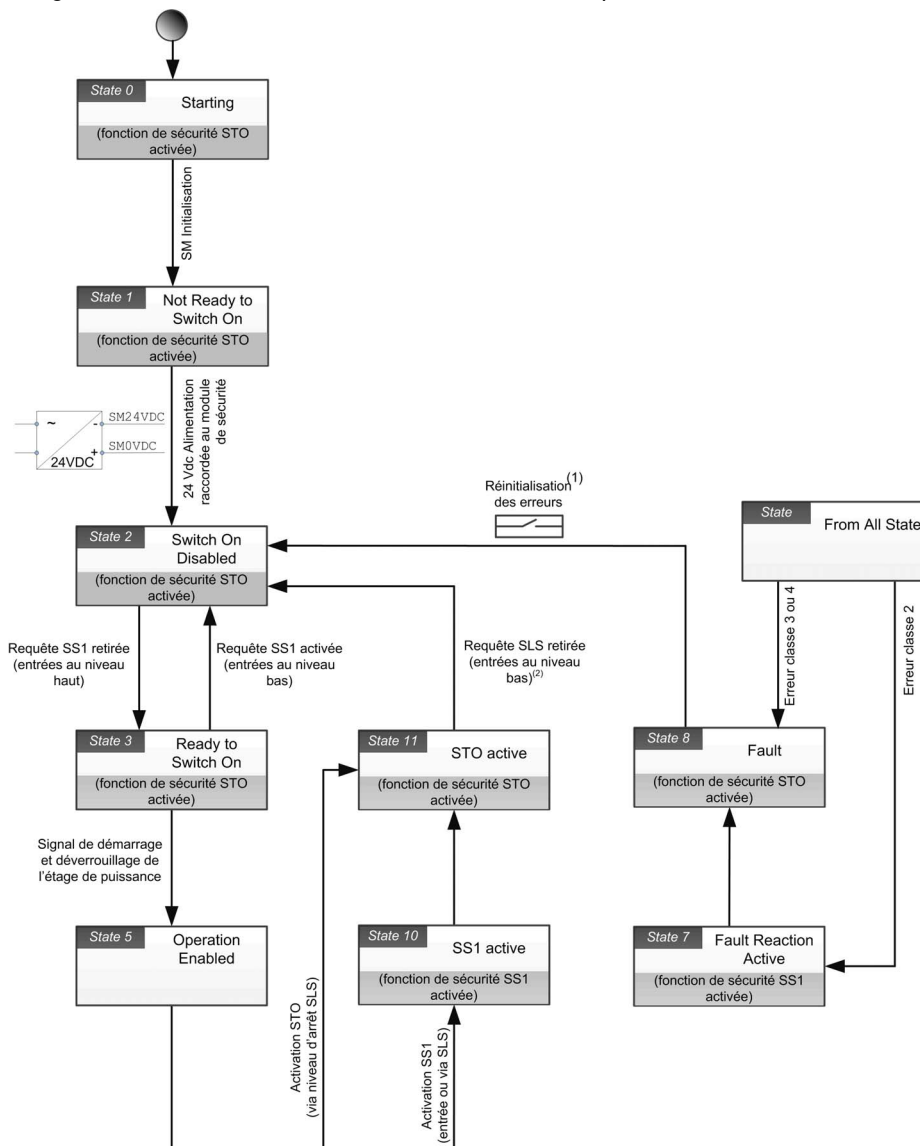 State 0
Starting
(fonction de sécurité STO
activée)
SM Initialisation
State 1
Not Ready to
Switch On
(fonction de sécurité STO
activée)
SM24VDC
SM0VDC
~
-
+
24VDC
24 Vdc Alimentation
raccordée au module
de sécurité
Réinitialisation(1)
des erreurs
State
From All State
State 2
Switch On
Disabled
(fonction de sécurité STO
activée)
Erreur classe 3 ou 4
Erreur classe 2
Requête SS1 retirée
(entrées au niveau
haut)
Requête SS1 activée
(entrées au niveau
bas)
Requête SLS retirée
(entrées au niveau
bas)(2)
State 3
Ready to
Switch On
(fonction de sécurité STO
activée)
State 11
STO active
(fonction de sécurité STO
activée)
State 8
Fault
(fonction de sécurité STO
activée)
Signal de démarrage
et déverrouillage de
l'étage de puissance
State 5
Operation
Enabled
State 10
SS1 active
(fonction de sécurité SS1
activée)
State 7
Fault Reaction
Active
(fonction de sécurité SS1
activée)
Activation STO
(via niveau d'arrêt SLS)
Activation SS1
(entrée ou via SLS)